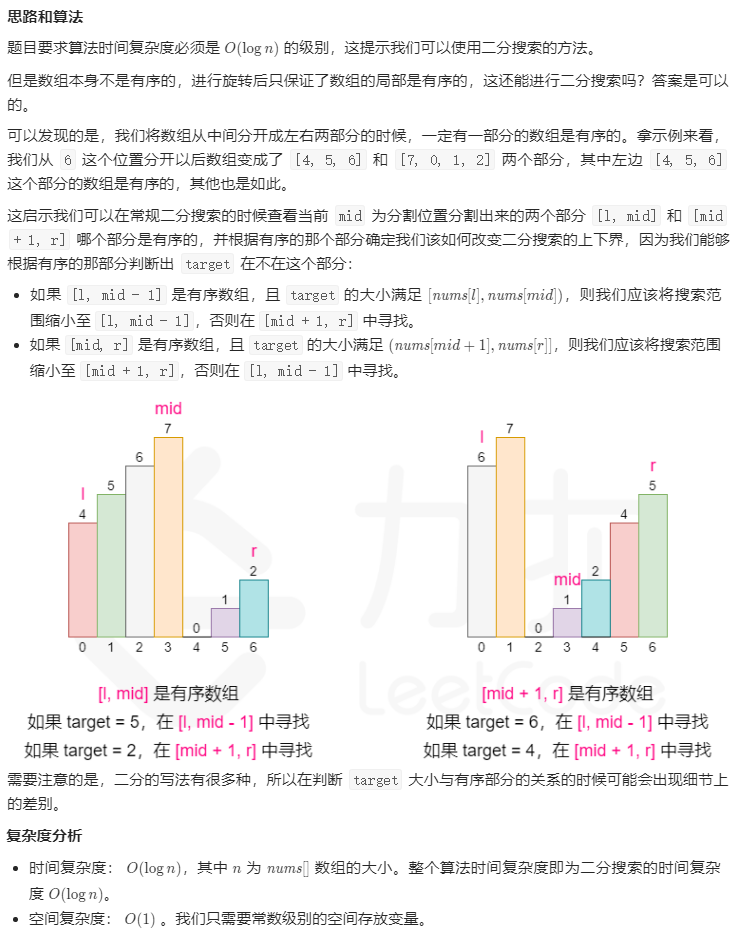 思路和算法
题目要求算法时间复杂度必须是 O(log n) 的级别，这提示我们可以使用二分搜索的方法。
但是数组本身不是有序的，进行旋转后只保证了数组的局部是有序的，这还能进行二分搜索吗？答案是可以
的。
可以发现的是，我们将数组从中间分开成左右两部分的时候，一定有一部分的数组是有序的。拿示例来看，
我们从 6 这个位置分开以后数组变成了 [4, 5, 6] 和 [7, 0, 1, 2] 两个部分，其中左边 [4, 5, 6]
这个部分的数组是有序的，其他也是如此。
这启示我们可以在常规二分搜索的时候查看当前 mid 为分割位置分割出来的两个部分 [l, mid] 和 [mid
+ 1, r] 哪个部分是有序的，并根据有序的那个部分确定我们该如何改变二分搜索的上下界，因为我们能够
根据有序的那部分判断出 target 在不在这个部分：
• 如果 [l, mid - 1] 是有序数组，且 target 的大小满足 [nums[l], nums[mid])，则我们应该将搜索范
围缩小至 [l, mid - 1]，否则在 [mid + 1, r] 中寻找。
• 如果 [mid, r] 是有序数组，且 target 的大小满足 (nums[mid + 1], nums[r]]，则我们应该将搜索范围
缩小至 [mid + 1, r]，否则在 [l, mid - 1] 中寻找。
mid
7
6
l
5
4
r
2
1
0
0 1 2 3 4 5 6
l
7
6
r
5
4
mid
2
1
0
0 1 2 3 4 5 6
力扣
LeetCode
[l, mid] 是有序数组
如果 target = 5，在 [l, mid - 1] 中寻找
如果 target = 2，在 [mid + 1, r] 中寻找
[mid + 1, r] 是有序数组
如果 target = 6，在 [l, mid - 1] 中寻找
如果 target = 4，在 [mid + 1, r] 中寻找
需要注意的是，二分的写法有很多种，所以在判断 target 大小与有序部分的关系的时候可能会出现细节上
的差别。
复杂度分析
• 时间复杂度： O(log n)，其中 n 为 nums[] 数组的大小。整个算法时间复杂度即为二分搜索的时间复杂
度 O(log n)。
• 空间复杂度： O(1) 。我们只需要常数级别的空间存放变量。